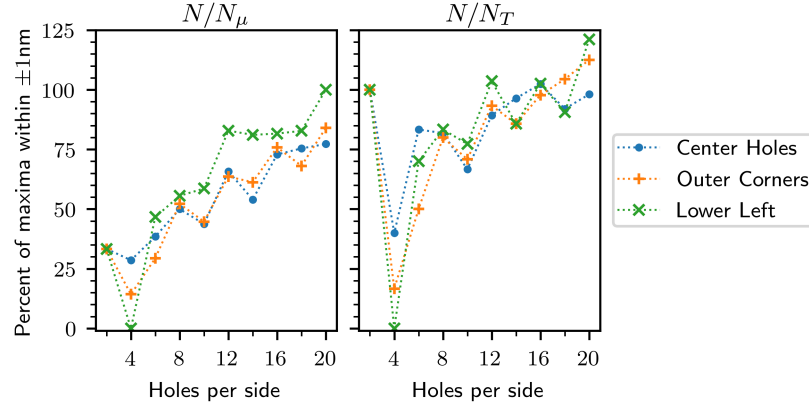 N/N_μ
N/N_T
Percent of maxima within ±1nm
125
100
75
50
25
0
4 8 12 16 20
4 8 12 16 20
Holes per side
Holes per side
Center Holes
Outer Corners
Lower Left